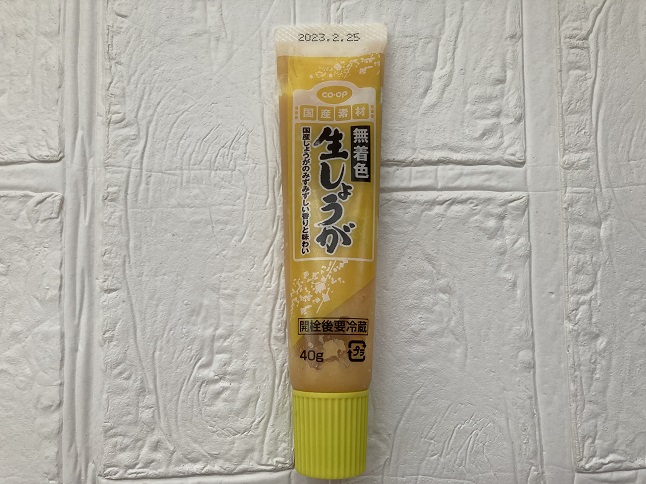 2023.2.25
co·op
国産素材
無着色
生しょうが
国産しょうがのみずみずしい香りと味わい
開栓後要冷蔵
40g
プラ